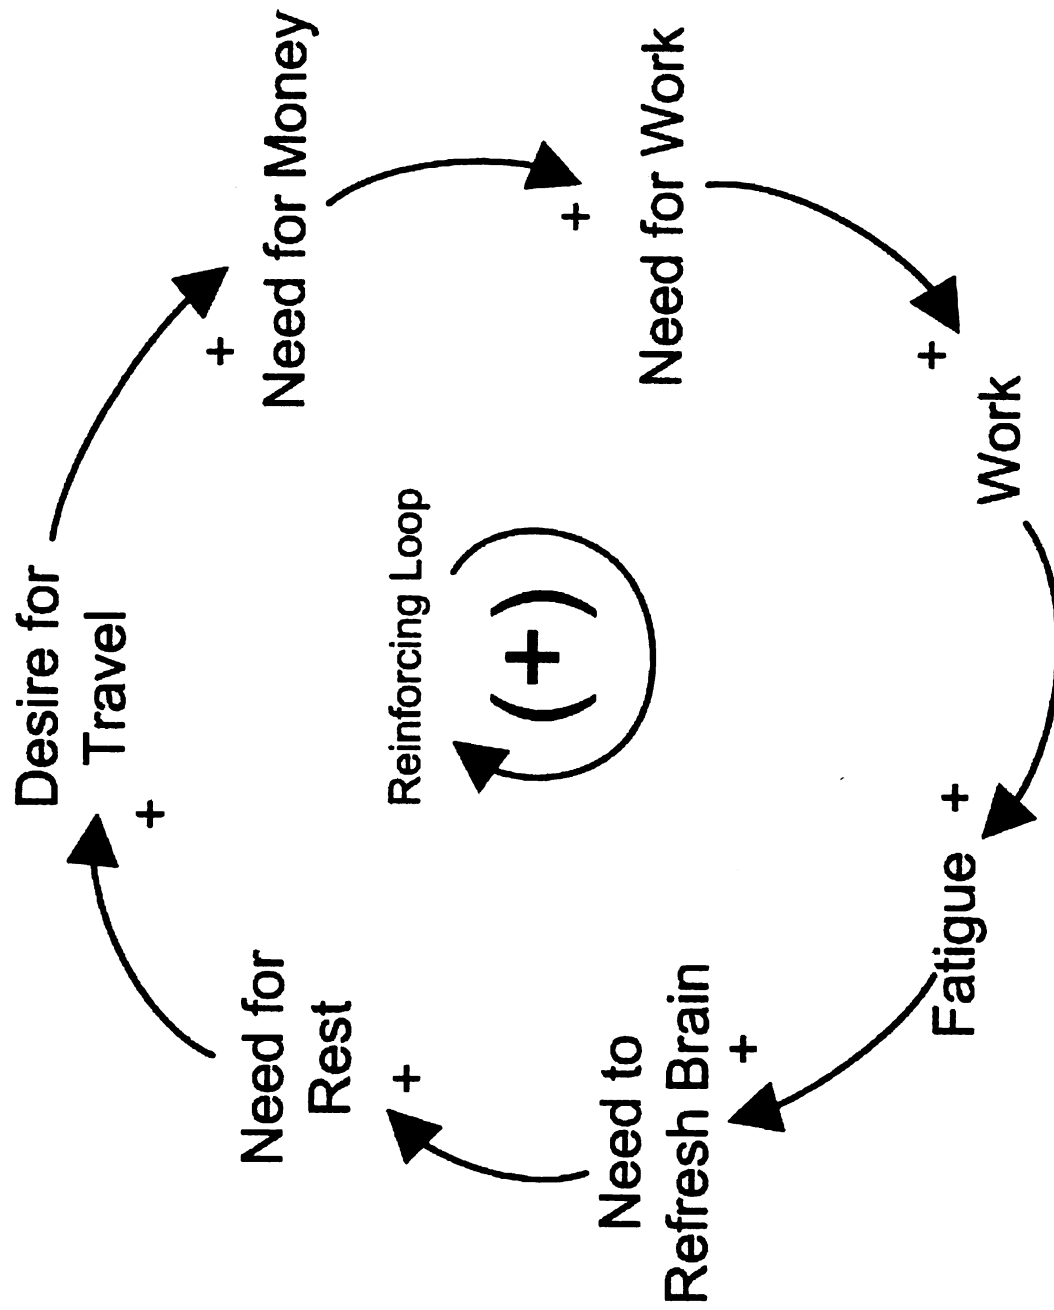 Desire for
Travel
+
Need for Money
+
Need for Work
+
Work
+
Fatigue
+
Need to
Refresh Brain
+
Need for
Rest
+
Reinforcing Loop
(+)